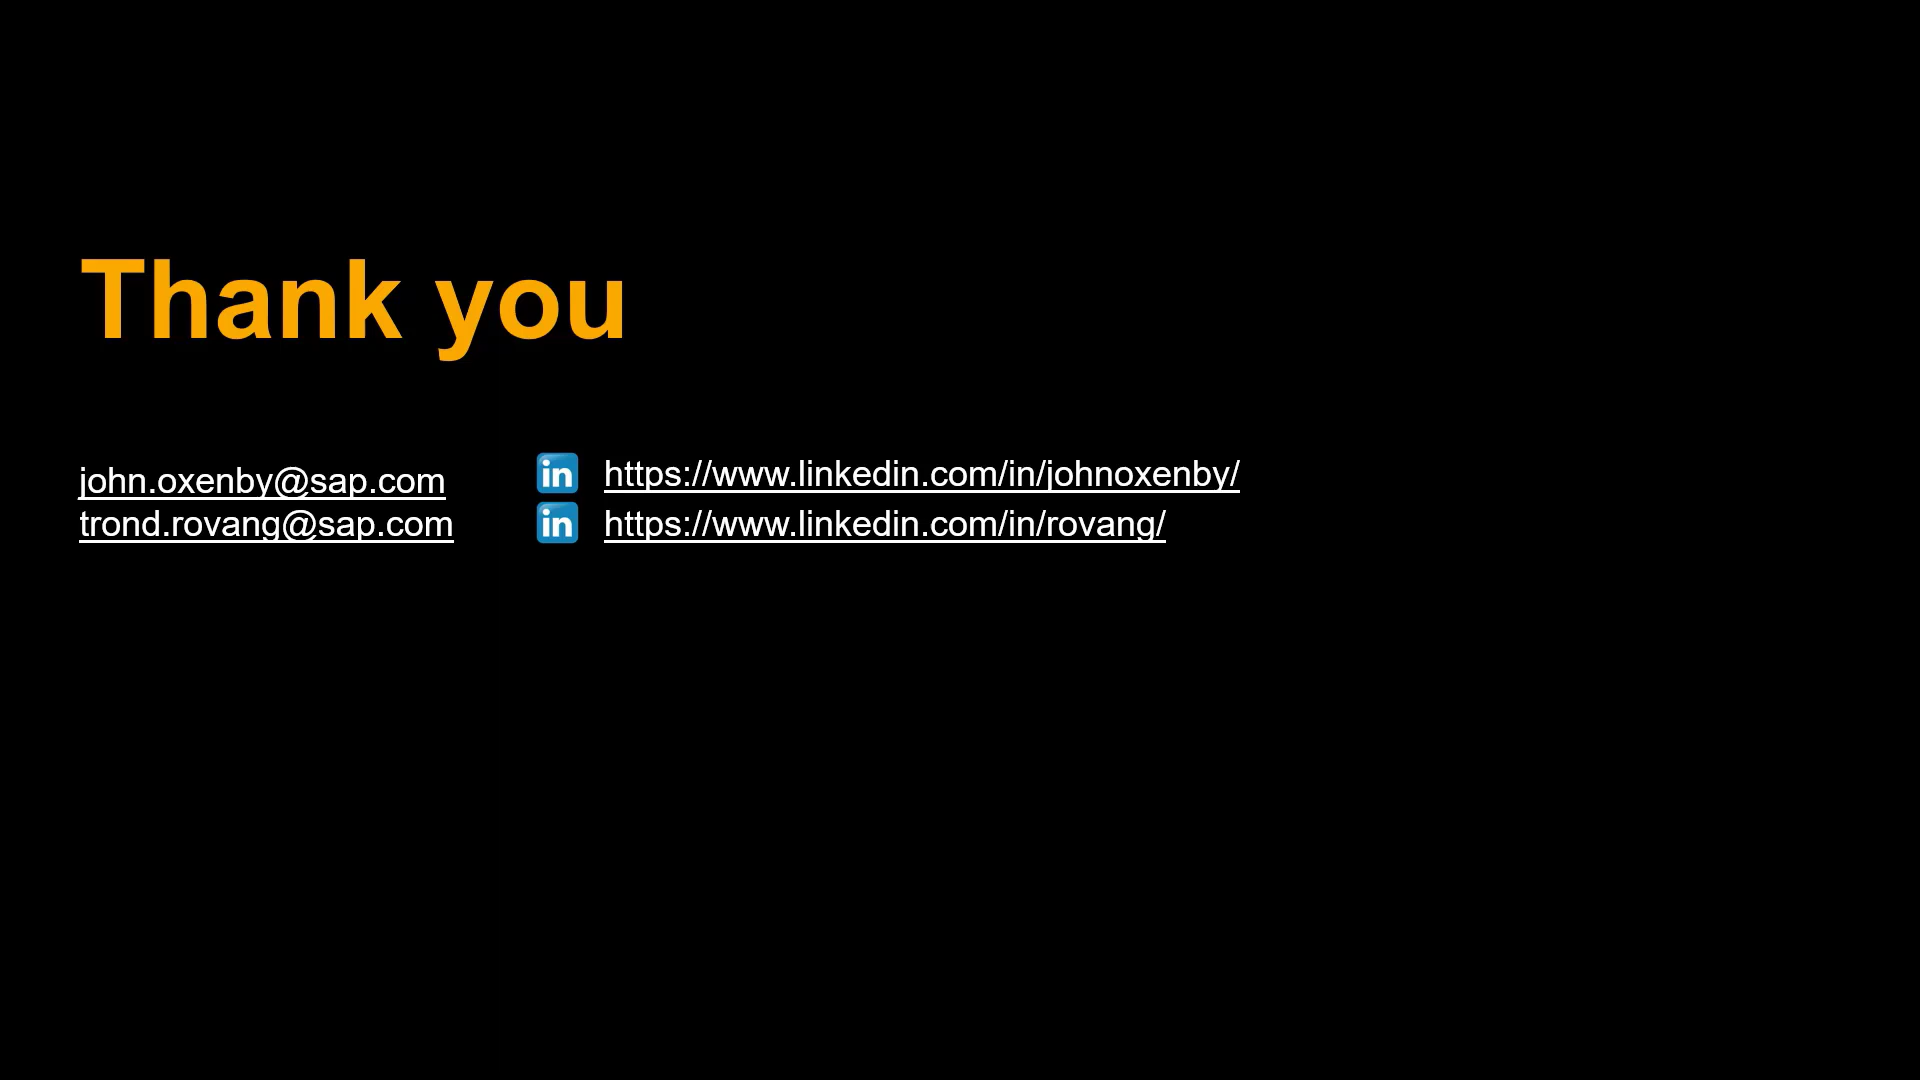 Thank you
john.oxenby@sap.com
in https://www.linkedin.com/in/johnoxenby/
trond.rovang@sap.com
in https://www.linkedin.com/in/rovang/